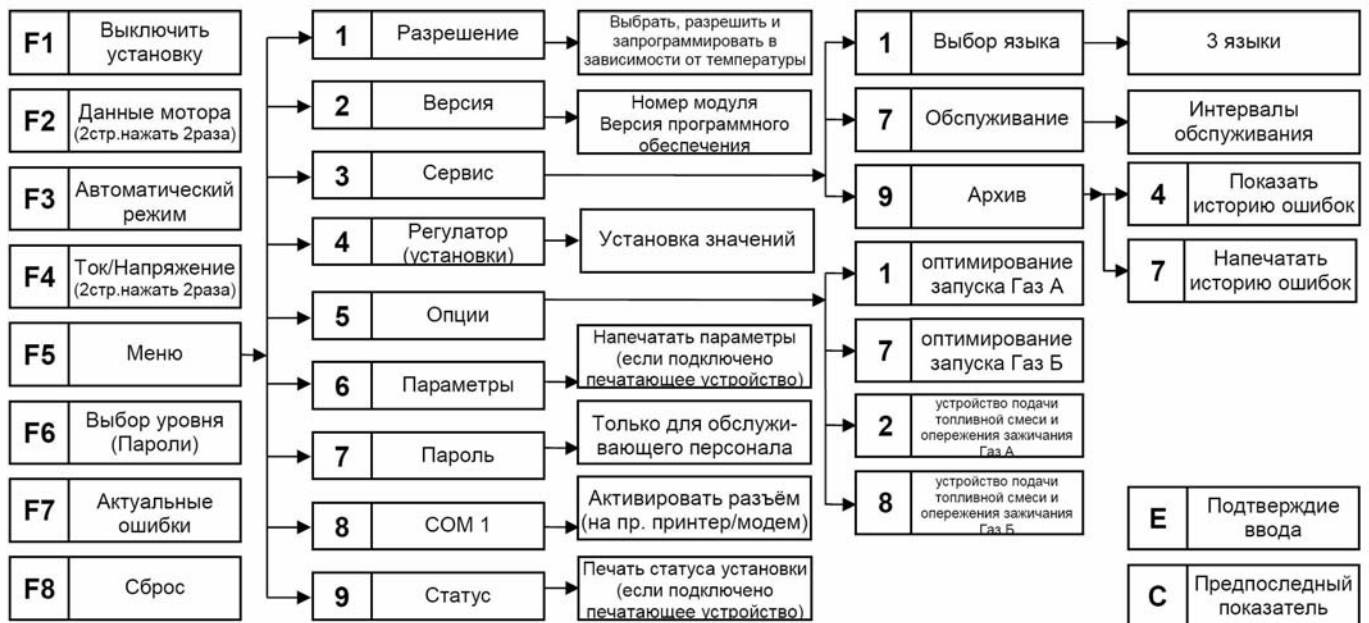 F1
Выключить
установку
F2
Данные мотора
(2стр.нажать 2раза)
F3
Автоматический
режим
F4
Ток/Напряжение
(2стр.нажать 2раза)
F5
Меню
F6
Выбор уровня
(Пароли)
F7
Актуальные
ошибки
F8
Сброс
1
Разрешение
Выбрать, разрешить и
запрограммировать в
зависимости от температуры
2
Версия
Номер модуля
Версия программного
обеспечения
3
Сервис
4
Регулятор
(установки)
Установка значений
5
Опции
6
Параметры
Напечатать параметры
(если подключено
печатающее устройство)
7
Пароль
Только для обслужи-
вающего персонала
8
COM 1
Активировать разъём
(на пр. принтер/модем)
9
Статус
Печать статуса установки
(если подключено
печатающее устройство)
1
Выбор языка
3 языки
7
Обслуживание
Интервалы
обслуживания
9
Архив
4
Показать
историю ошибок
7
Напечатать
историю ошибок
1
оптимирование
запуска Газ А
7
оптимирование
запуска Газ Б
2
устройство подачи
топливной смеси и
опережения зажичания
Газ А
8
устройство подачи
топливной смеси и
опережения зажичания
Газ Б
E
Подтверждие
ввода
C
Предпоследный
показатель